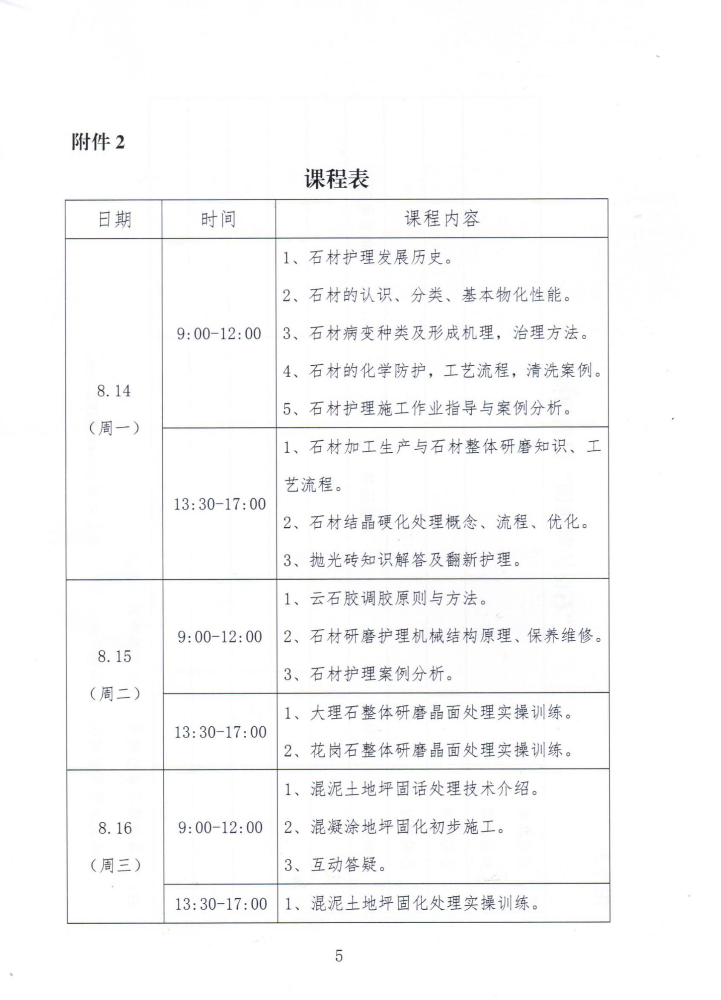 附件 2
课程表
日期 时间 课程内容
8.14
（周一）
9:00-12:00
1、石材护理发展历史。
2、石材的认识、分类、基本物化性能。
3、石材病变种类及形成机理，治理方法。
4、石材的化学防护，工艺流程，清洗案例。
5、石材护理施工作业指导与案例分析。
13:30-17:00
1、石材加工生产与石材整体研磨知识、工
艺流程。
2、石材结晶硬化处理概念、流程、优化。
3、抛光砖知识解答及翻新护理。
8.15
（周二）
9:00-12:00
1、云石胶调胶原则与方法。
2、石材研磨护理机械结构原理、保养维修。
3、石材护理案例分析。
13:30-17:00
1、大理石整体研磨晶面处理实操训练。
2、花岗石整体研磨晶面处理实操训练。
8.16
（周三）
9:00-12:00
1、混泥土地坪固话处理技术介绍。
2、混凝涂地坪固化初步施工。
3、互动答疑。
13:30-17:00
1、混泥土地坪固化处理实操训练。
5